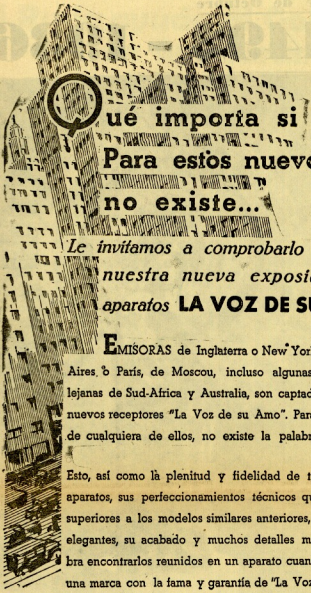 Qué importa si
Para estos nuevo
no existe...
Le invitamos a comprobarlo
nuestra nueva exposi
aparatos LA VOZ DE SU
EMISORAS de Inglaterra o New York
Aires, o París, de Moscou, incluso algunas
lejanas de Sud-Africa y Australia, son captad
nuevos receptores "La Voz de su Amo". Par
de cualquiera de ellos, no existe la palabr
Esto, así como la plenitud y fidelidad de t
aparatos, sus perfeccionamientos técnicos qu
superiores a los modelos similares anteriores,
elegantes, su acabado y muchos detalles m
bra encontrarlos reunidos en un aparato cuan
una marca con la fama y garantía de "La Voz